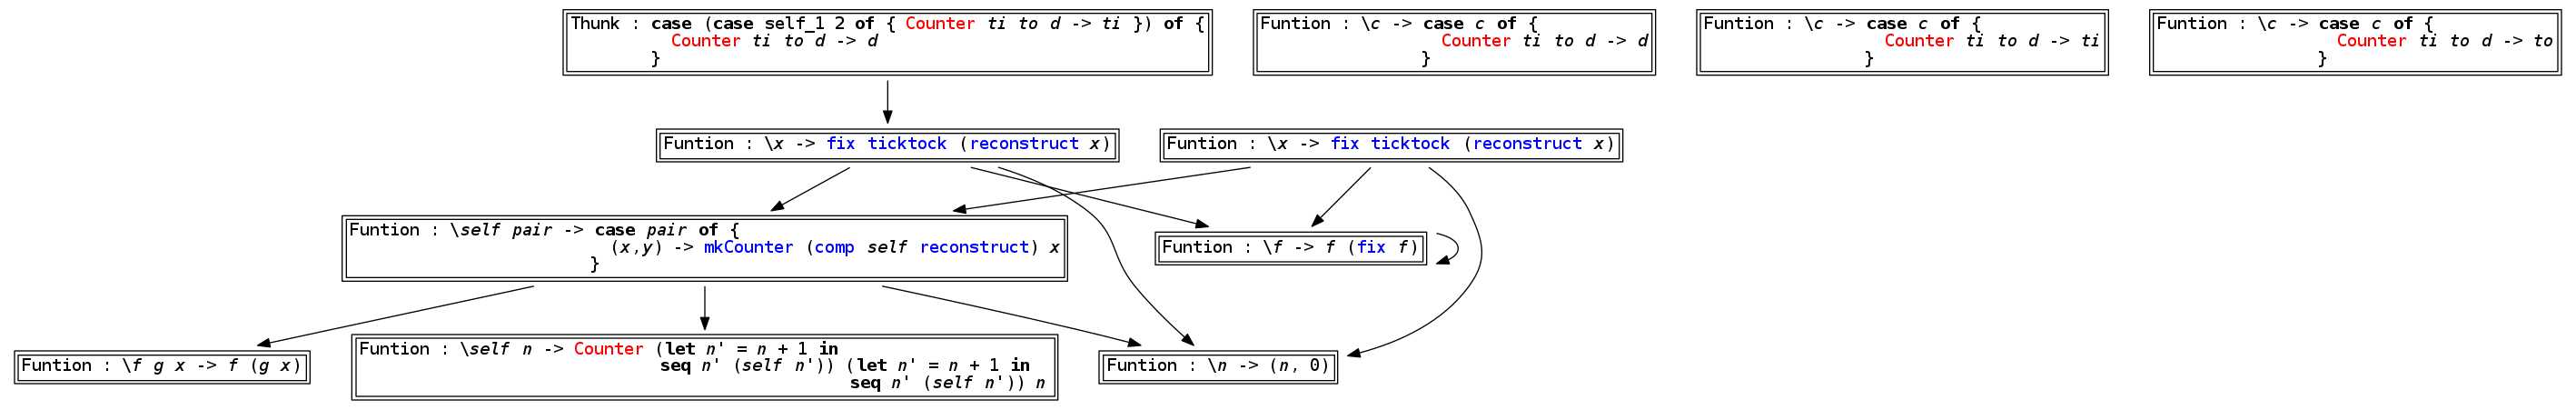 Thunk : case (case self_1 2 of { Counter ti to d -> ti }) of {
Counter ti to d -> d
}
Funtion : \c -> case c of {
Counter ti to d -> d
}
Funtion : \c -> case c of {
Counter ti to d -> ti
}
Funtion : \c -> case c of {
Counter ti to d -> to
}
Funtion : \x -> fix ticktock (reconstruct x)
Funtion : \x -> fix ticktock (reconstruct x)
Funtion : \self pair -> case pair of {
(x,y) -> mkCounter (comp self reconstruct) x
}
Funtion : \f -> f (fix f)
Funtion : \f g x -> f (g x)
Funtion : \self n -> Counter (let n' = n + 1 in
seq n' (self n')) (let n' = n + 1 in
seq n' (self n')) n
Funtion : \n -> (n, 0)